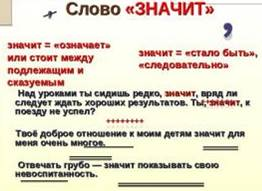 Слово «ЗНАЧИТ»
значит = «означает»
или стоит между
подлежащим и
сказуемым
значит = «стало быть»,
«следовательно»
Над уроками ты сидишь редко, значит, вряд ли
следует ждать хороших результатов. Ты, значит, к
поезду не успел?
Твоё доброе отношение к моим детям значит для
меня очень многое.
Отвечать грубо — значит показывать свою
невоспитанность.